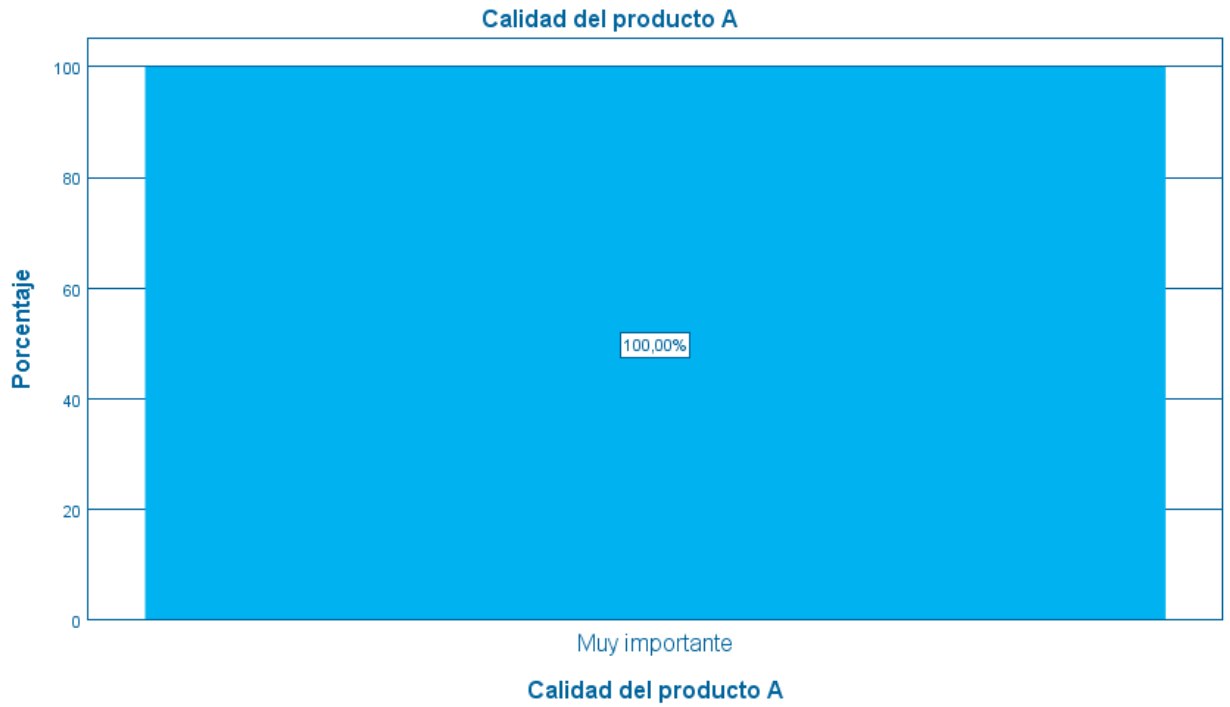 Calidad del producto A
Porcentaje
100
80
60
40
20
0
100,00%
Muy importante
Calidad del producto A